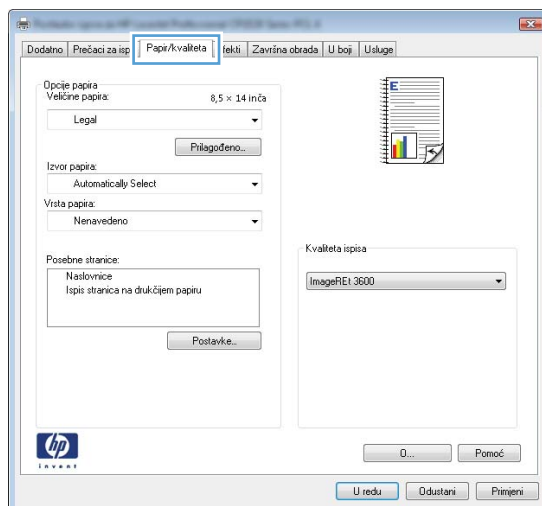 Dodatno Prečaci za isp Papir/kvaliteta fekti Završna obrada U boji Usluge
Opcije papira
Veličine papira: 8,5 × 14 inča
Legal
Prilagođeno...
Izvor papira:
Automatically Select
Vrsta papira:
Nenavedeno
Posebne stranice:
Naslovnice
Ispis stranica na drukčijem papiru
Postavke...
E
Kvaliteta ispisa
ImageREt 3600
hp
invent
O... Pomoć
U redu Odustani Primjeni